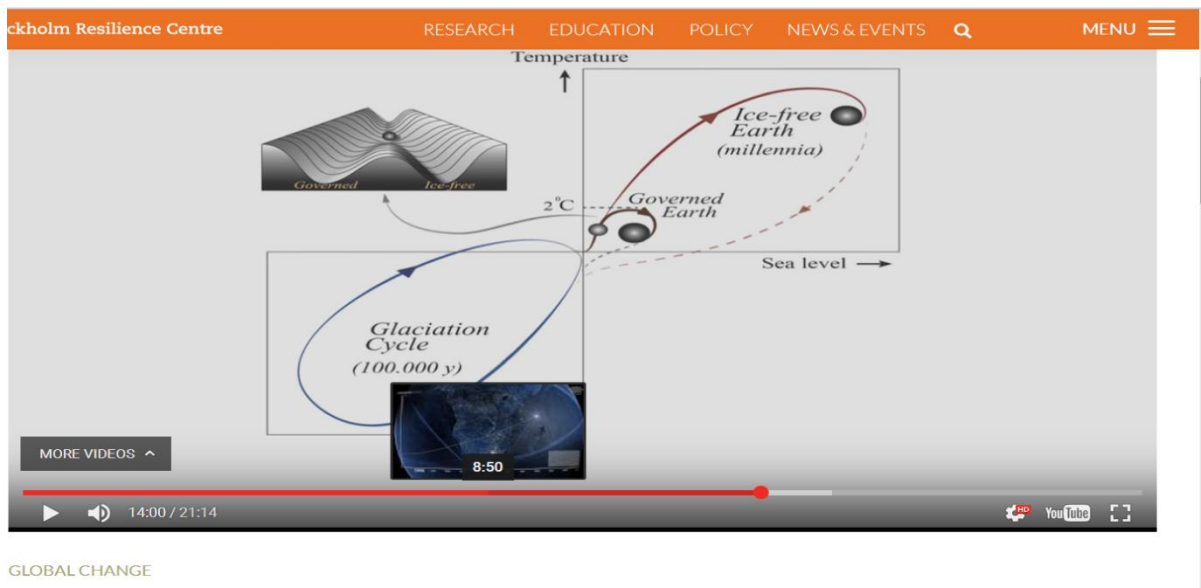 ckholm Resilience Centre
RESEARCH EDUCATION POLICY NEWS & EVENTS MENU
Temperature
Ice-free
Earth
(millennia)
Governed Ice-free
2°C
Governed
Earth
Sea level
Glaciation
Cycle
(100.000 y)
MORE VIDEOS
8:50
14:00 / 21:14
HD
YouTube
GLOBAL CHANGE